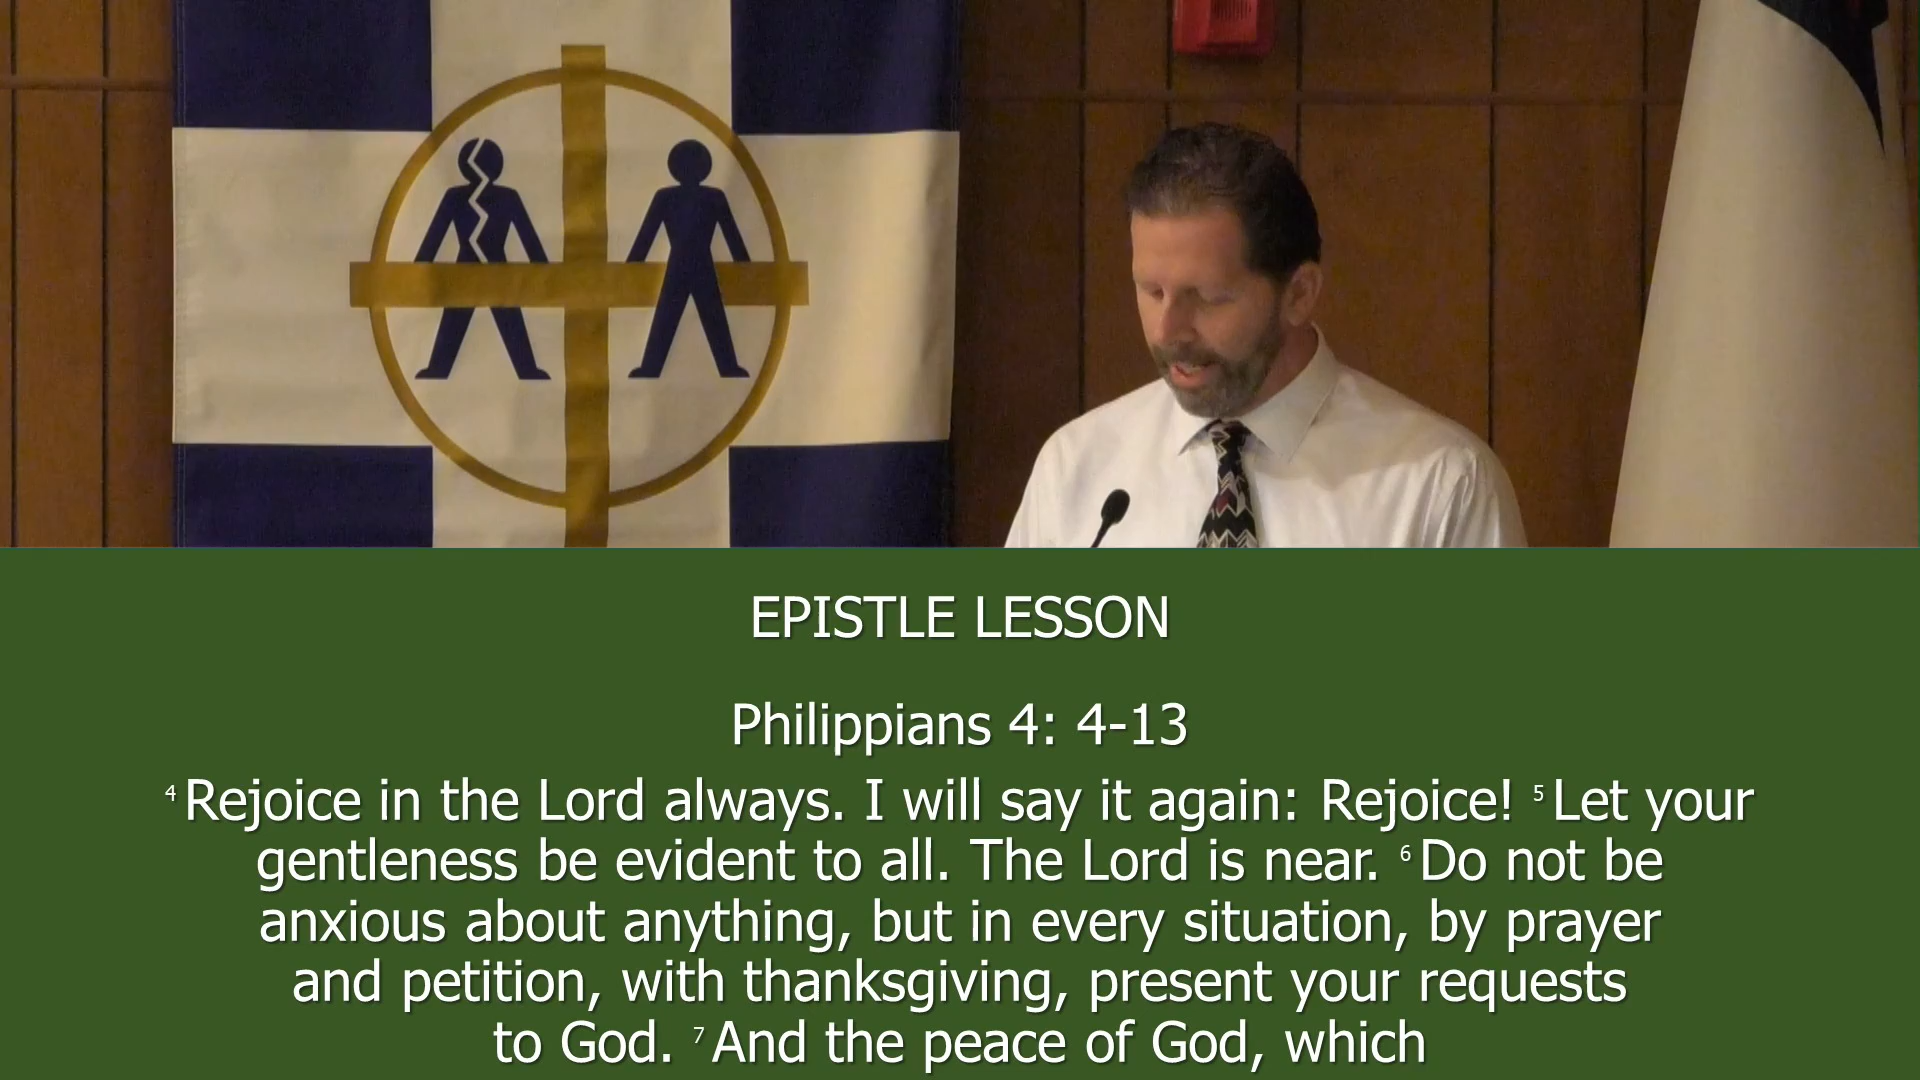 EPISTLE LESSON
Philippians 4: 4-13
4 Rejoice in the Lord always. I will say it again: Rejoice! 5 Let your
gentleness be evident to all. The Lord is near. 6 Do not be
anxious about anything, but in every situation, by prayer
and petition, with thanksgiving, present your requests
to God. 7 And the peace of God, which